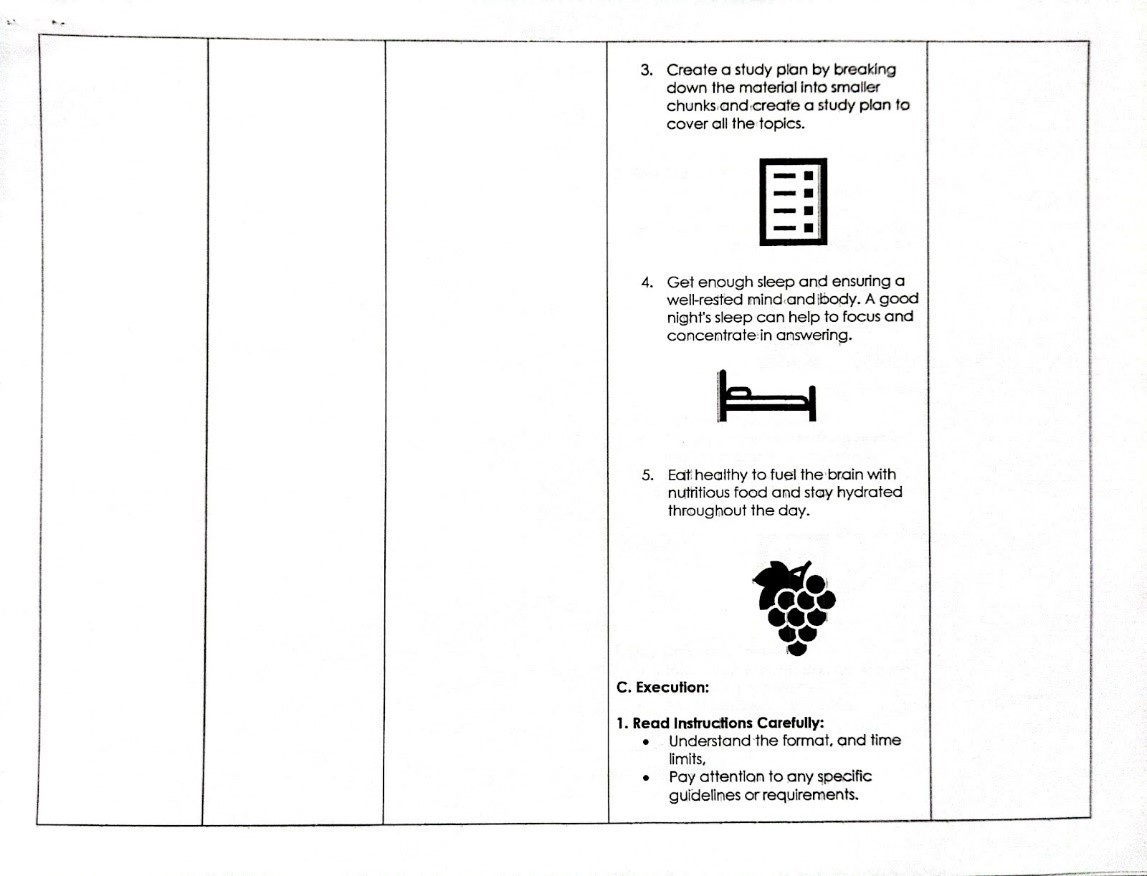 3. Create a study plan by breaking
down the material into smaller
chunks and create a study plan to
cover all the topics.
4. Get enough sleep and ensuring a
well-rested mind and body. A good
night's sleep can help to focus and
concentrate in answering.
5. Eat healthy to fuel the brain with
nutritious food and stay hydrated
throughout the day.
C. Execution:
1. Read Instructions Carefully:
• Understand the format, and time
limits,
• Pay attention to any specific
guidelines or requirements.